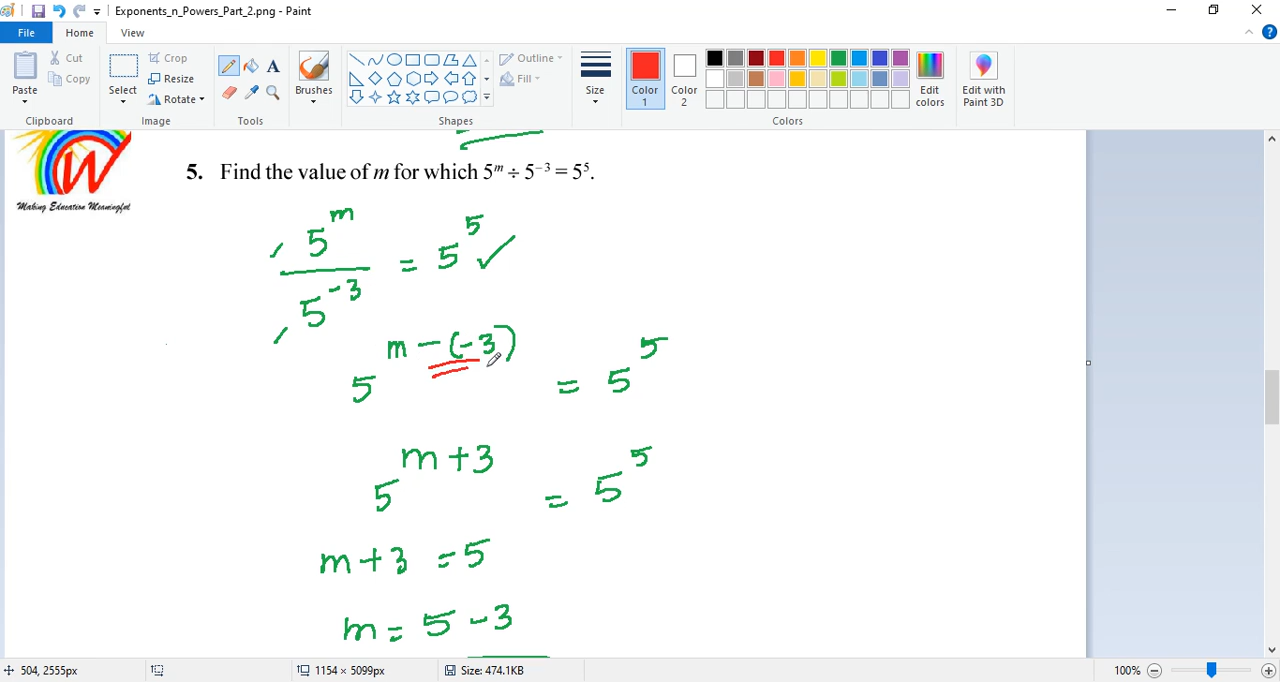 Exponents_n_Powers_Part_2.png - Paint
File Home View
Paste
Cut
Copy
Clipboard
Select
Crop
Resize
Rotate
Image
Tools
Brushes
Outline
Fill
Shapes
Size
Color 1
Color 2
Edit colors
Edit with Paint 3D
Colors
Making Education Meaningful
5. Find the value of m for which 5^m ÷ 5^−3 = 5^5.
5^m / 5^-3 = 5^5 ✓
5^m-(-3) = 5^5
5^m+3 = 5^5
m+3 = 5
m = 5 - 3
504, 2555px
1154 × 5099px
Size: 474.1KB
100%